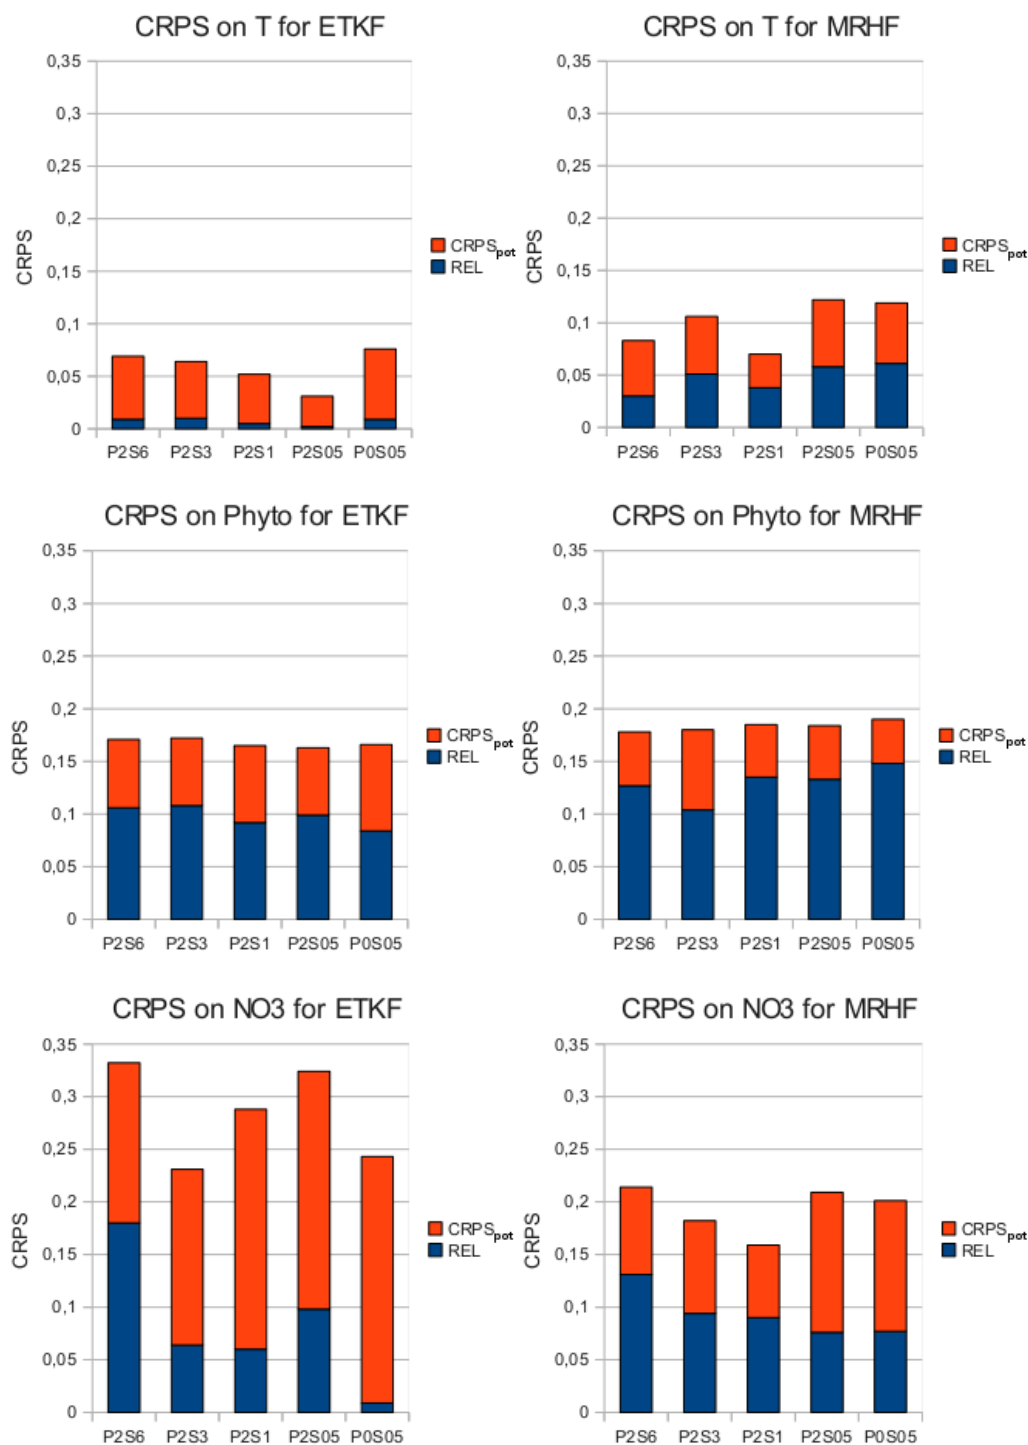 CRPS on T for ETKF
0,35
0,3
0,25
0,2
0,15
0,1
0,05
0
CRPS
P2S6 P2S3 P2S1 P2S05 P0S05
CRPSpot
REL
CRPS on T for MRHF
0,35
0,3
0,25
0,2
0,15
0,1
0,05
0
CRPS
P2S6 P2S3 P2S1 P2S05 P0S05
CRPSpot
REL
CRPS on Phyto for ETKF
0,35
0,3
0,25
0,2
0,15
0,1
0,05
0
CRPS
P2S6 P2S3 P2S1 P2S05 P0S05
CRPSpot
REL
CRPS on Phyto for MRHF
0,35
0,3
0,25
0,2
0,15
0,1
0,05
0
CRPS
P2S6 P2S3 P2S1 P2S05 P0S05
CRPSpot
REL
CRPS on NO3 for ETKF
0,35
0,3
0,25
0,2
0,15
0,1
0,05
0
CRPS
P2S6 P2S3 P2S1 P2S05 P0S05
CRPSpot
REL
CRPS on NO3 for MRHF
0,35
0,3
0,25
0,2
0,15
0,1
0,05
0
CRPS
P2S6 P2S3 P2S1 P2S05 P0S05
CRPSpot
REL